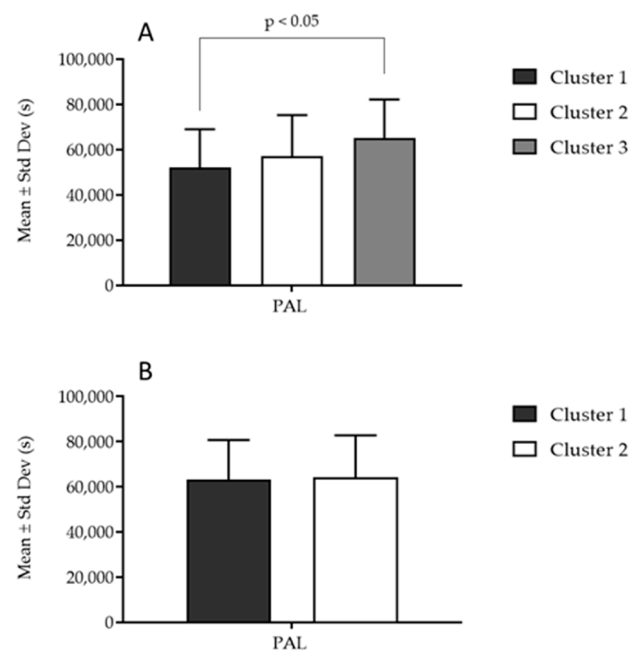 A
p < 0.05
Mean ± Std Dev (s)
100,000
80,000
60,000
40,000
20,000
0
PAL
Cluster 1
Cluster 2
Cluster 3
B
Mean ± Std Dev (s)
100,000
80,000
60,000
40,000
20,000
0
PAL
Cluster 1
Cluster 2